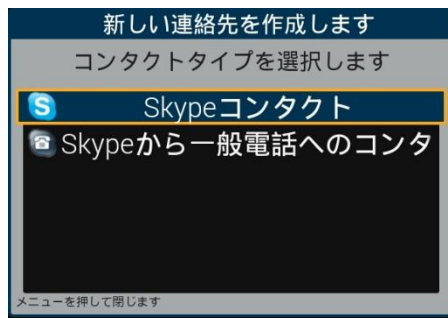 新しい連絡先を作成します
コンタクトタイプを選択します
Skypeコンタクト
Skypeから一般電話へのコンタ
メニューを押して閉じます